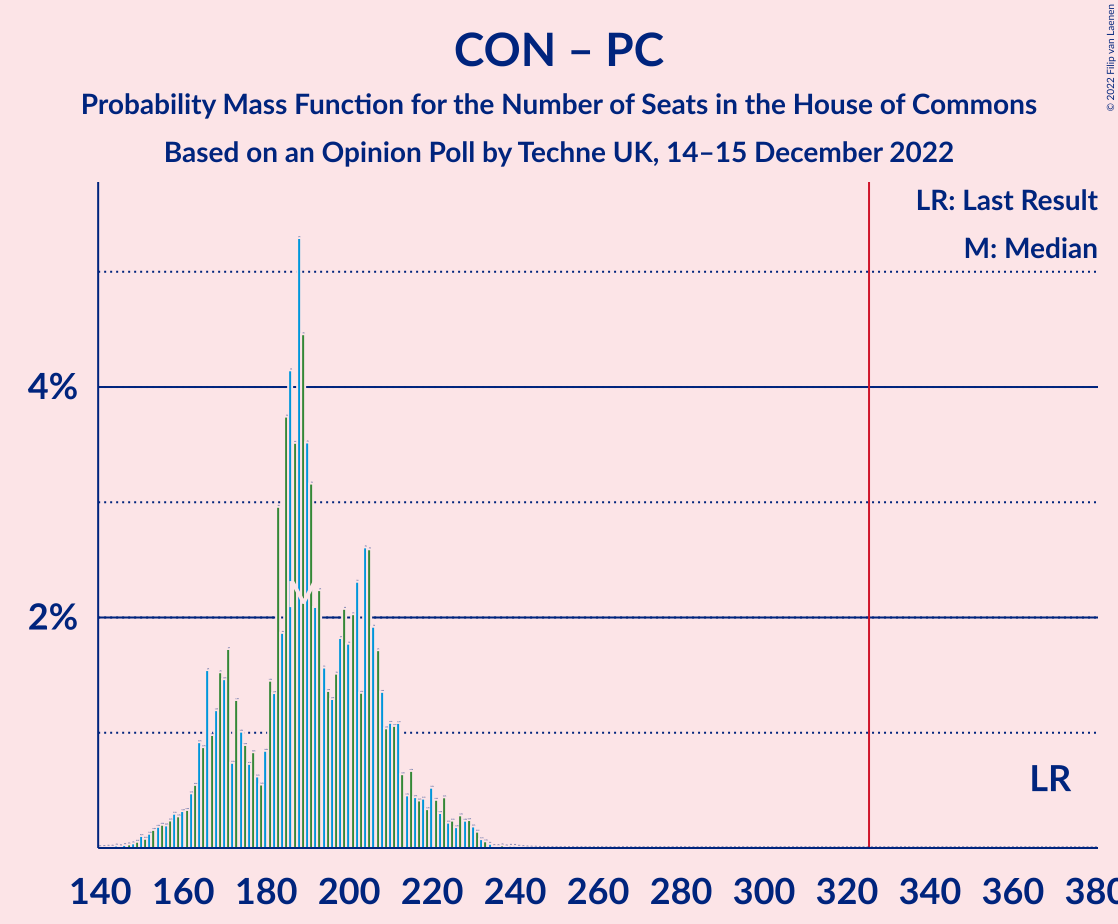 CON – PC
Probability Mass Function for the Number of Seats in the House of Commons
Based on an Opinion Poll by Techne UK, 14–15 December 2022
© 2022 Filip van Laenen
LR: Last Result
M: Median
4%
2%
LR
140 160 180 200 220 240 260 280 300 320 340 360 380